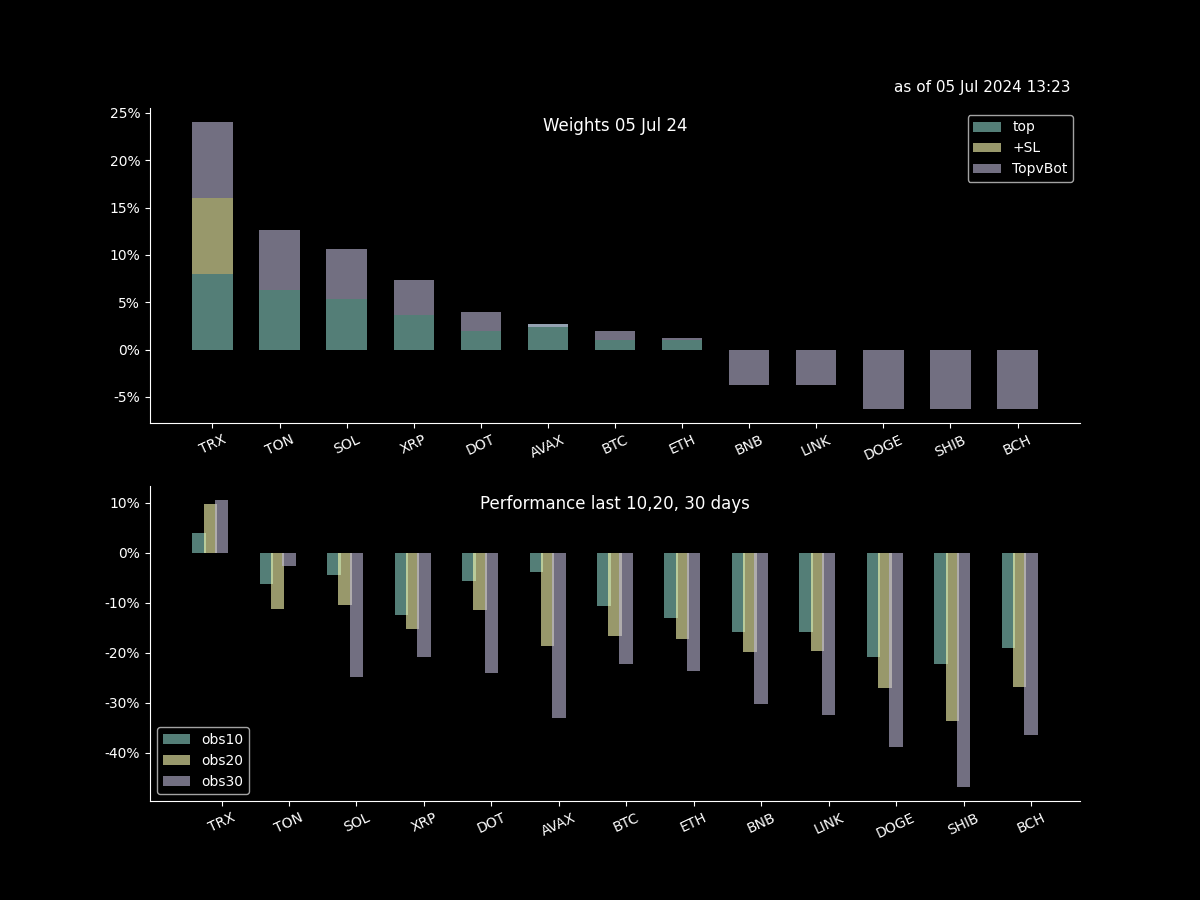 as of 05 Jul 2024 13:23
Weights 05 Jul 24
25%
20%
15%
10%
5%
0%
-5%
top
+SL
TopvBot
TRX TON SOL XRP DOT AVAX BTC ETH BNB LINK DOGE SHIB BCH
Performance last 10,20, 30 days
10%
0%
-10%
-20%
-30%
-40%
obs10
obs20
obs30
TRX TON SOL XRP DOT AVAX BTC ETH BNB LINK DOGE SHIB BCH